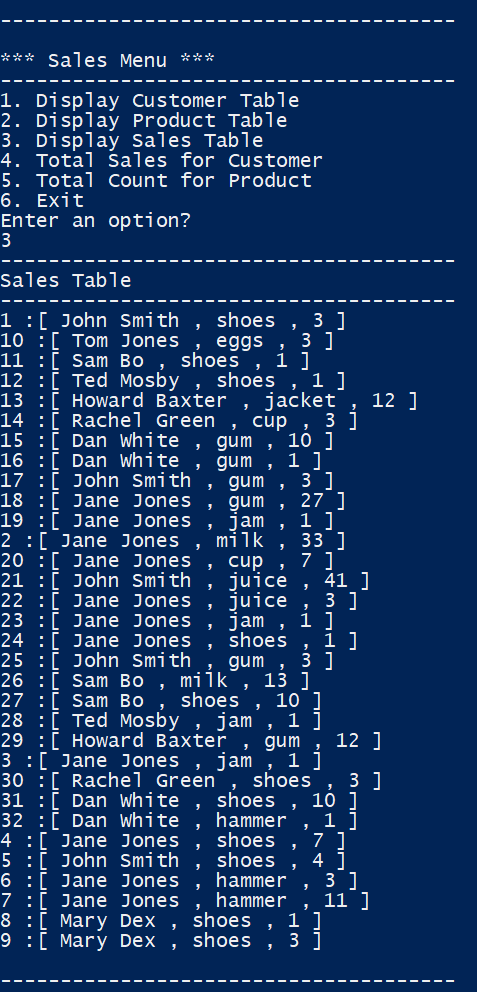 --------------------------------------
*** Sales Menu ***
--------------------------------------
1. Display Customer Table
2. Display Product Table
3. Display Sales Table
4. Total Sales for Customer
5. Total Count for Product
6. Exit
Enter an option?
3
--------------------------------------
Sales Table
--------------------------------------
1 :[ John Smith , shoes , 3 ]
10 :[ Tom Jones , eggs , 3 ]
11 :[ Sam Bo , shoes , 1 ]
12 :[ Ted Mosby , shoes , 1 ]
13 :[ Howard Baxter , jacket , 12 ]
14 :[ Rachel Green , cup , 3 ]
15 :[ Dan White , gum , 10 ]
16 :[ Dan White , gum , 1 ]
17 :[ John Smith , gum , 3 ]
18 :[ Jane Jones , gum , 27 ]
19 :[ Jane Jones , jam , 1 ]
2 :[ Jane Jones , milk , 33 ]
20 :[ Jane Jones , cup , 7 ]
21 :[ John Smith , juice , 41 ]
22 :[ Jane Jones , juice , 3 ]
23 :[ Jane Jones , jam , 1 ]
24 :[ Jane Jones , shoes , 1 ]
25 :[ John Smith , gum , 3 ]
26 :[ Sam Bo , milk , 13 ]
27 :[ Sam Bo , shoes , 10 ]
28 :[ Ted Mosby , jam , 1 ]
29 :[ Howard Baxter , gum , 12 ]
3 :[ Jane Jones , jam , 1 ]
30 :[ Rachel Green , shoes , 3 ]
31 :[ Dan White , shoes , 10 ]
32 :[ Dan White , hammer , 1 ]
4 :[ Jane Jones , shoes , 7 ]
5 :[ John Smith , shoes , 4 ]
6 :[ Jane Jones , hammer , 3 ]
7 :[ Jane Jones , hammer , 11 ]
8 :[ Mary Dex , shoes , 1 ]
9 :[ Mary Dex , shoes , 3 ]
--------------------------------------